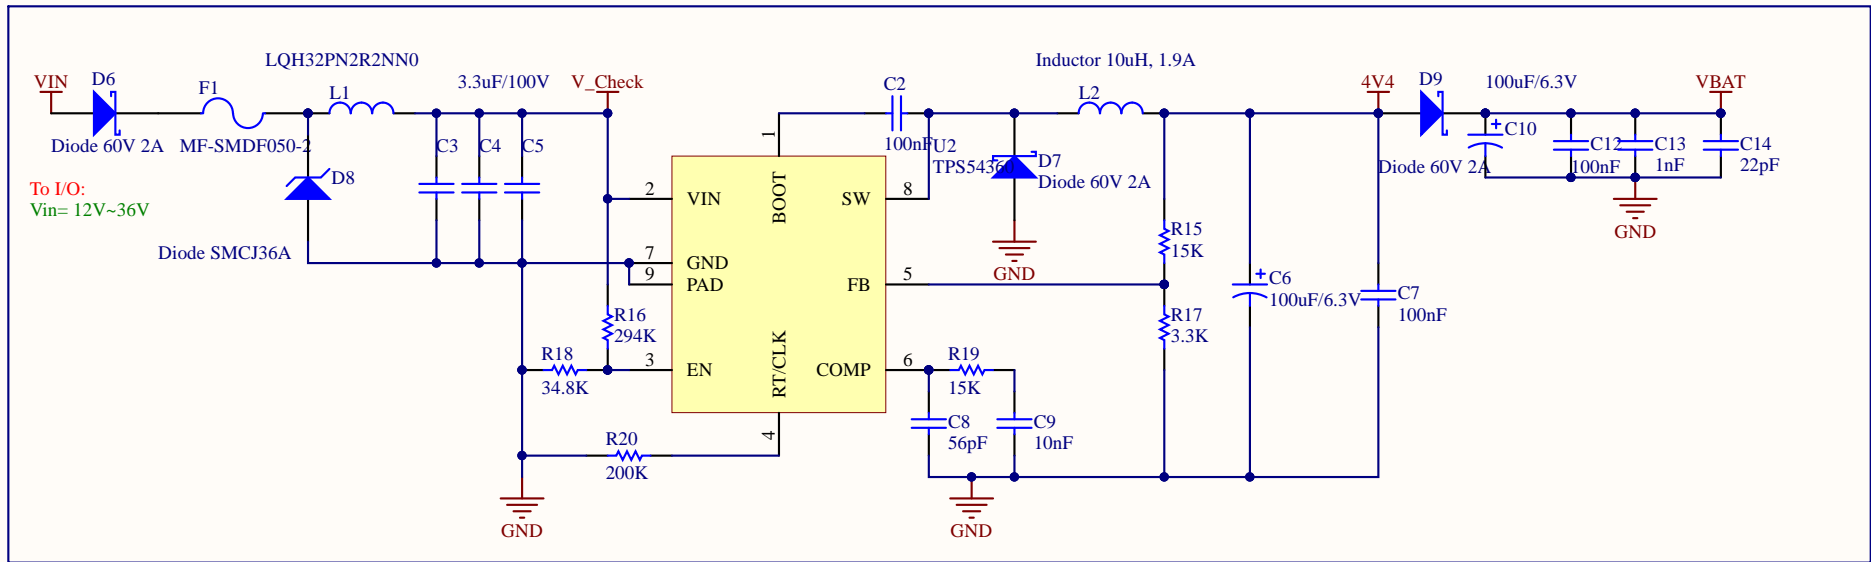 LQH32PN2R2NN0
Inductor 10uH, 1.9A
VIN
D6
F1
L1
3.3uF/100V
V_Check
C2
L2
4V4
D9
100uF/6.3V
VBAT
Diode 60V 2A
MF-SMDF050-2
C3
C4
C5
1
100nF
U2
TPS54360
D7
Diode 60V 2A
Diode 60V 2A
C10
C12
100nF
C13
1nF
C14
22pF
To I/O:
Vin= 12V~36V
D8
2
VIN
BOOT
SW
8
GND
R15
15K
Diode SMCJ36A
7
GND
9
PAD
FB
5
GND
C6
100uF/6.3V
C7
100nF
R16
294K
R17
3.3K
R18
34.8K
3
EN
RT/CLK
COMP
6
R19
15K
C8
56pF
C9
10nF
R20
200K
4
GND
GND